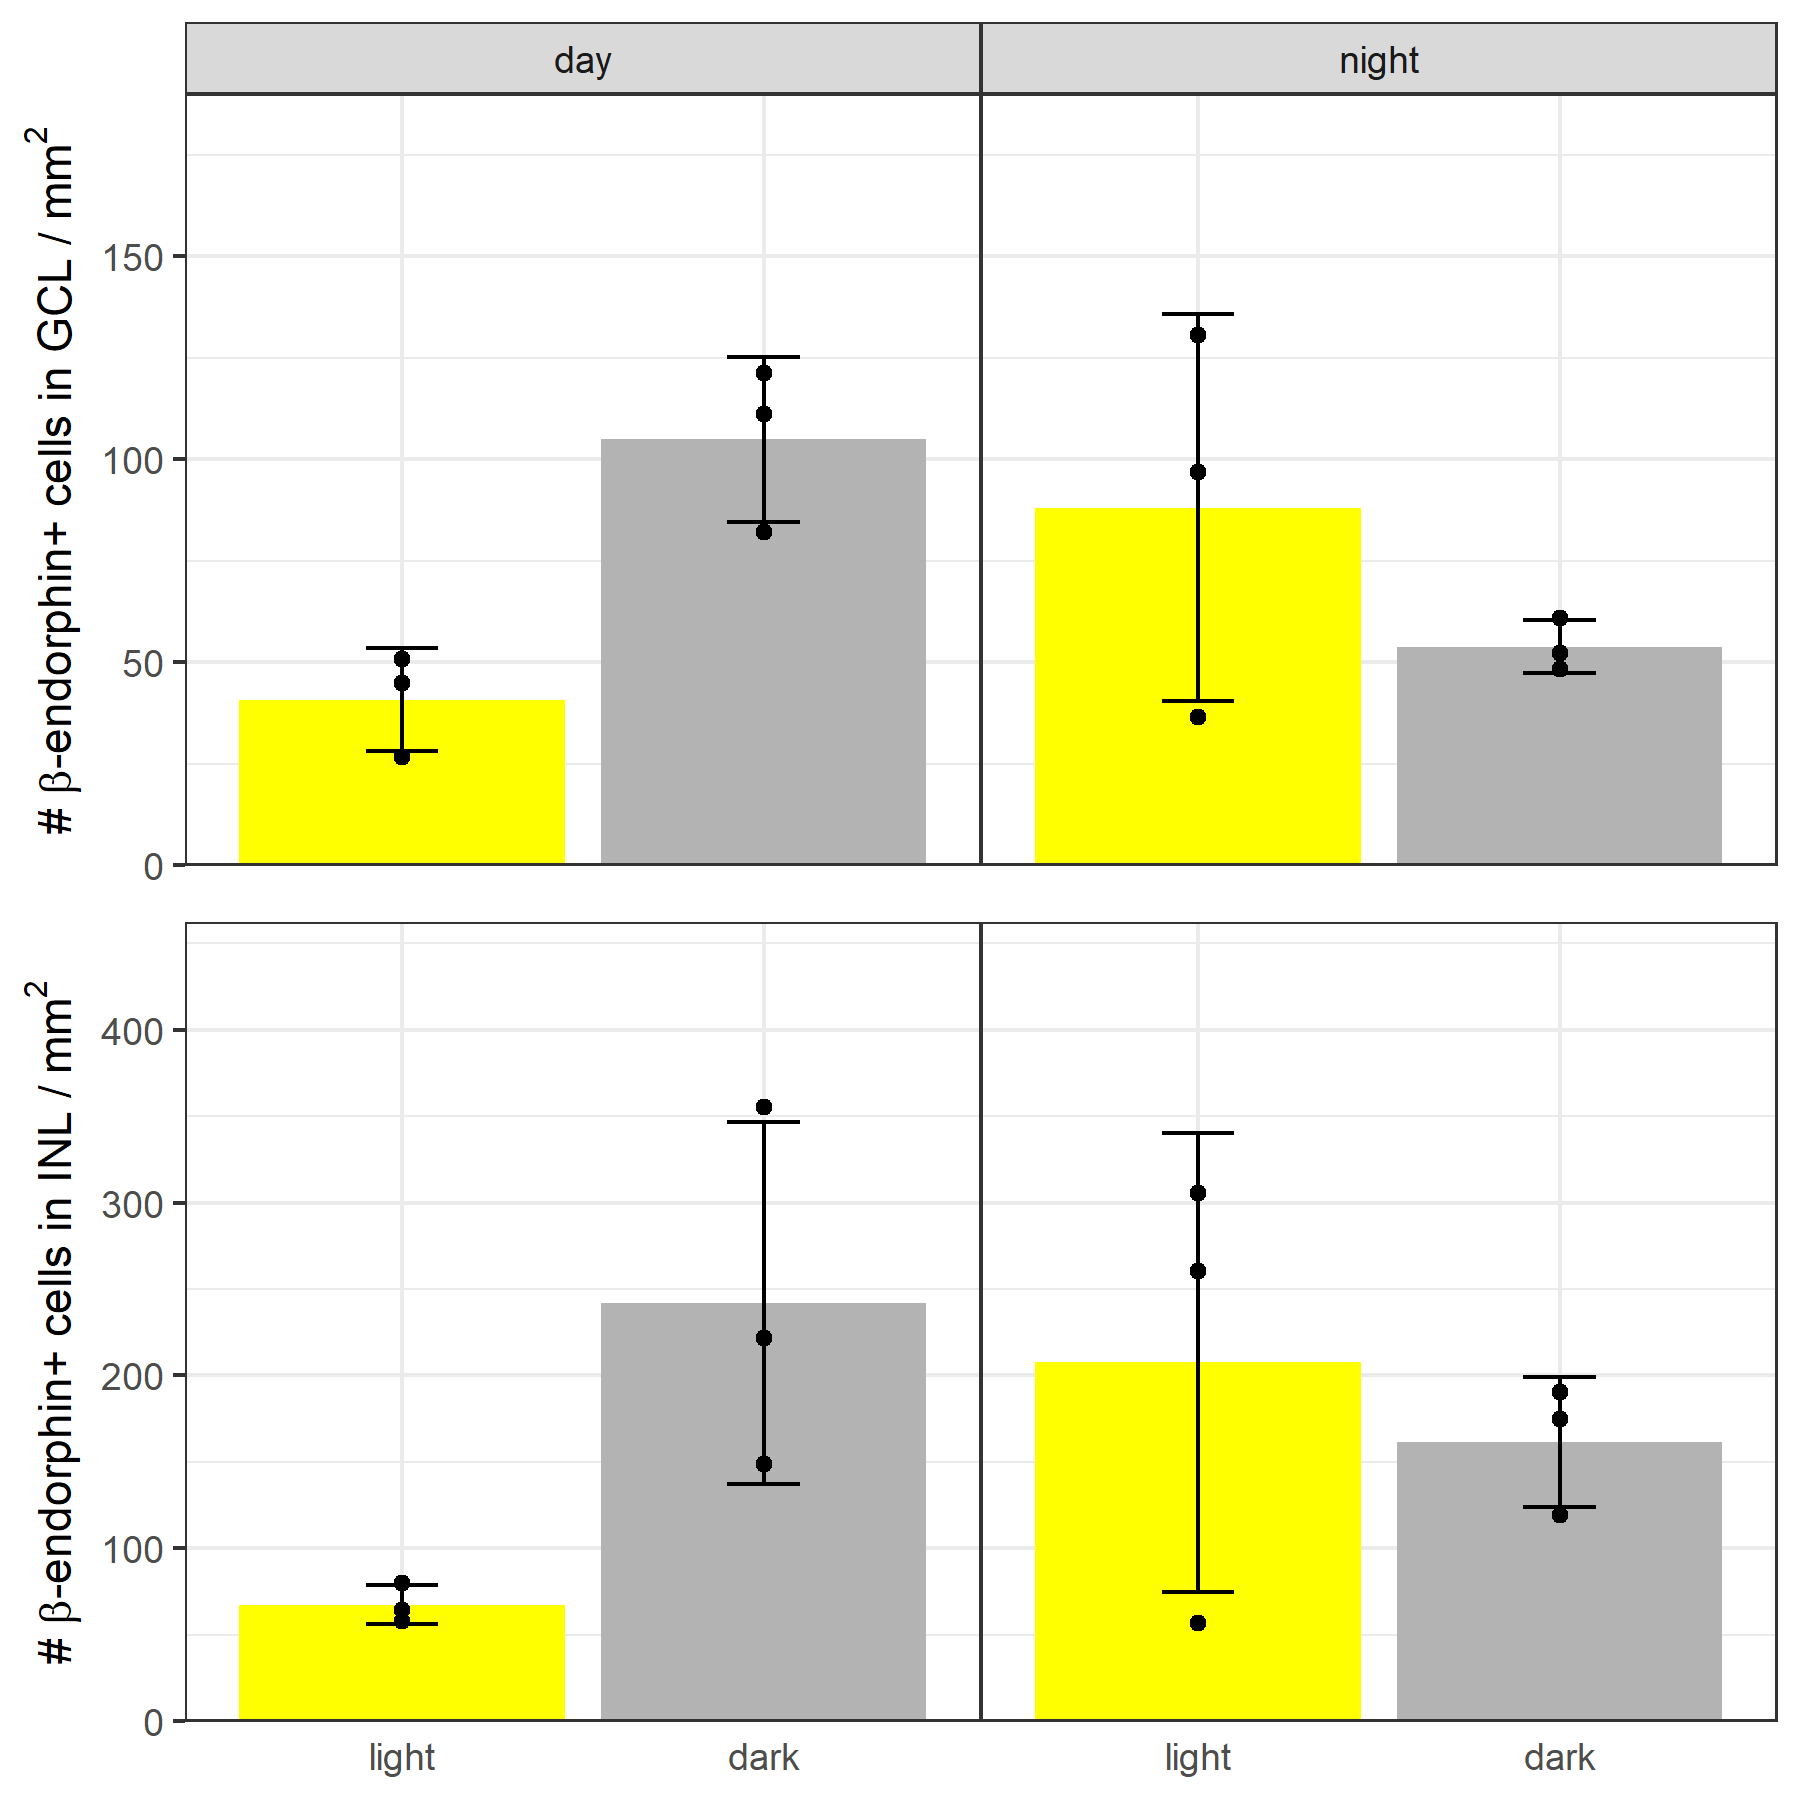 day
night
# β-endorphin+ cells in GCL / mm²
150
100
50
0
# β-endorphin+ cells in INL / mm²
400
300
200
100
0
light
dark
light
dark